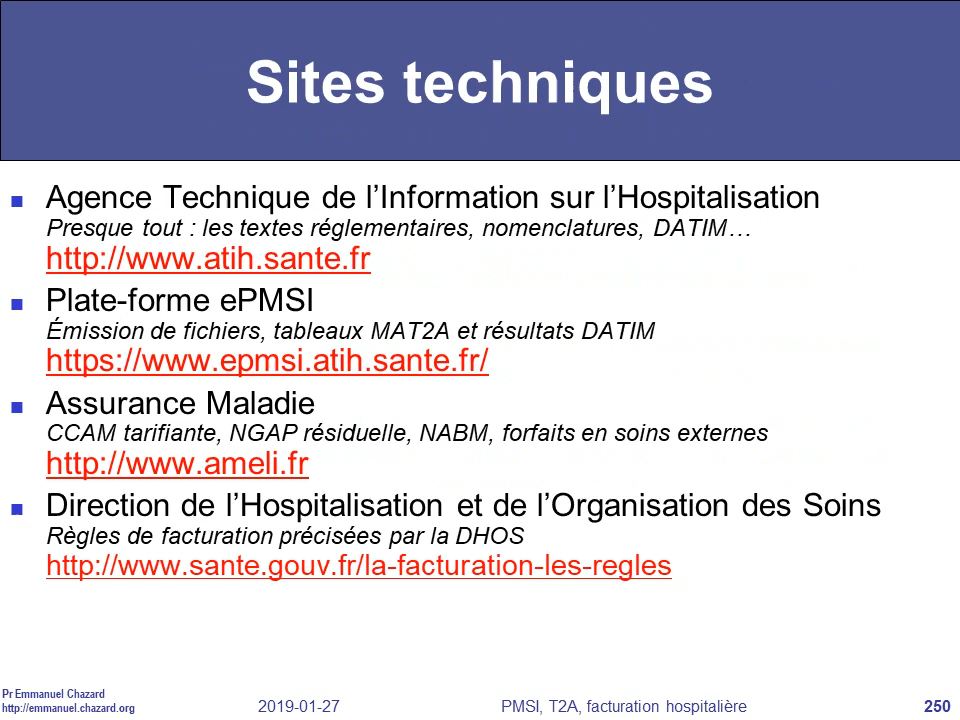 Sites techniques
Agence Technique de l’Information sur l’Hospitalisation
Presque tout : les textes réglementaires, nomenclatures, DATIM…
http://www.atih.sante.fr
Plate-forme ePMSI
Émission de fichiers, tableaux MAT2A et résultats DATIM
https://www.epmsi.atih.sante.fr/
Assurance Maladie
CCAM tarifiante, NGAP résiduelle, NABM, forfaits en soins externes
http://www.ameli.fr
Direction de l’Hospitalisation et de l’Organisation des Soins
Règles de facturation précisées par la DHOS
http://www.sante.gouv.fr/la-facturation-les-regles
Pr Emmanuel Chazard
http://emmanuel.chazard.org
2019-01-27
PMSI, T2A, facturation hospitalière
250